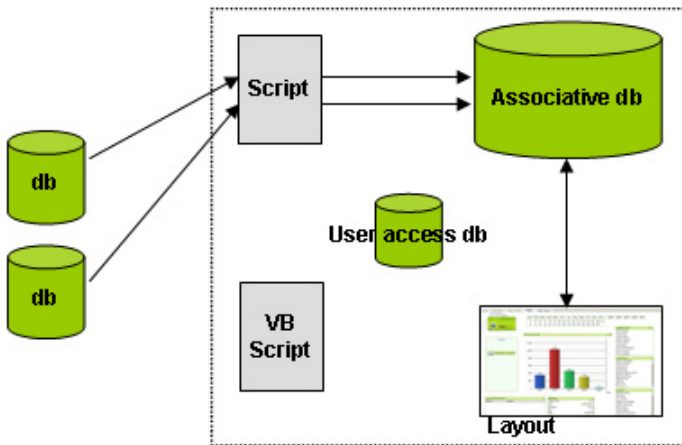 Script
Associative db
db
User access db
db
VB
Script
Layout